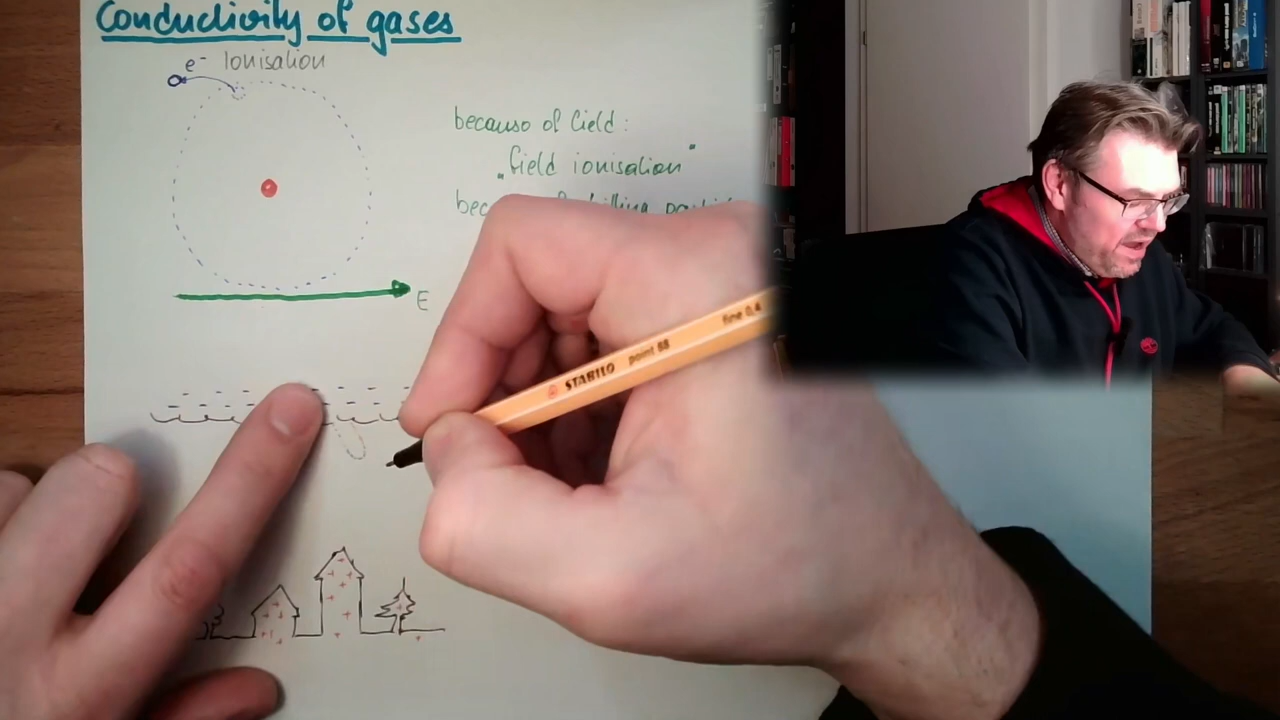 Conductivity of gases
e⁻ Ionisation
because of field:
„field ionisation"
E
STABILO point 88 fine 0,4